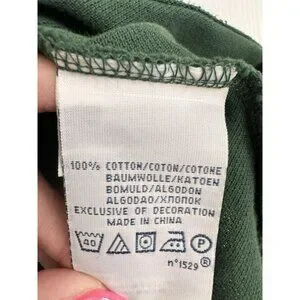 100% COTTON/COTON/COTONE
BAUMWOLLE/KATOEN
BOMULD/ALGODON
ALGODAO/ХЛОПОК
EXCLUSIVE OF DECORATION
MADE IN CHINA
40 P
n°1529